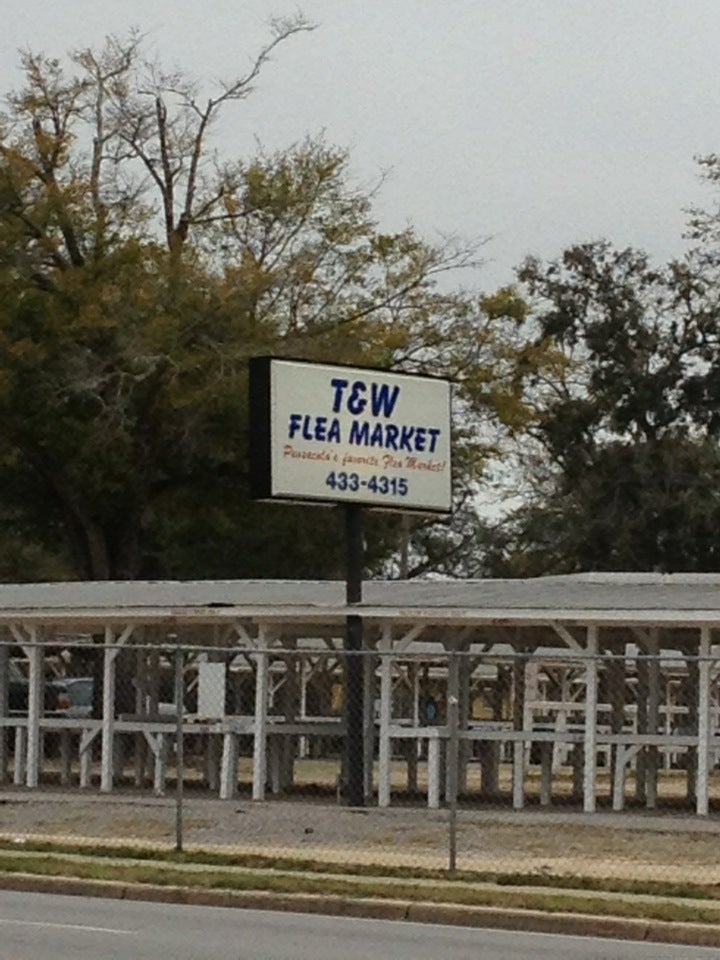 T&W
FLEA MARKET
Pensacola's favorite Flea Market!
433-4315